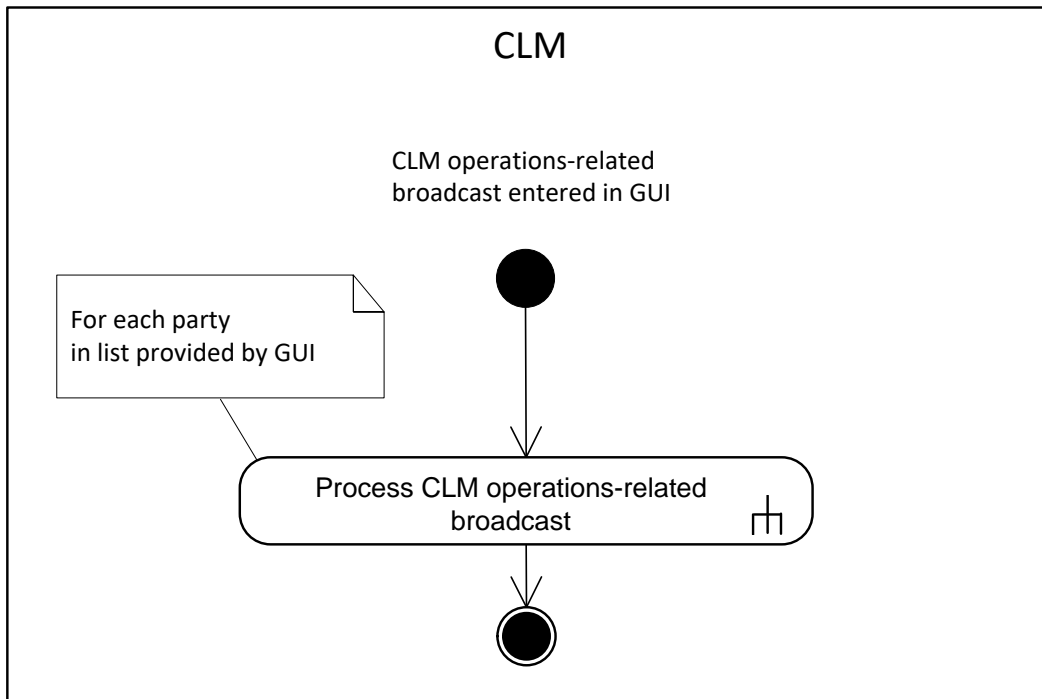 CLM
CLM operations-related
broadcast entered in GUI
For each party
in list provided by GUI
Process CLM operations-related
broadcast